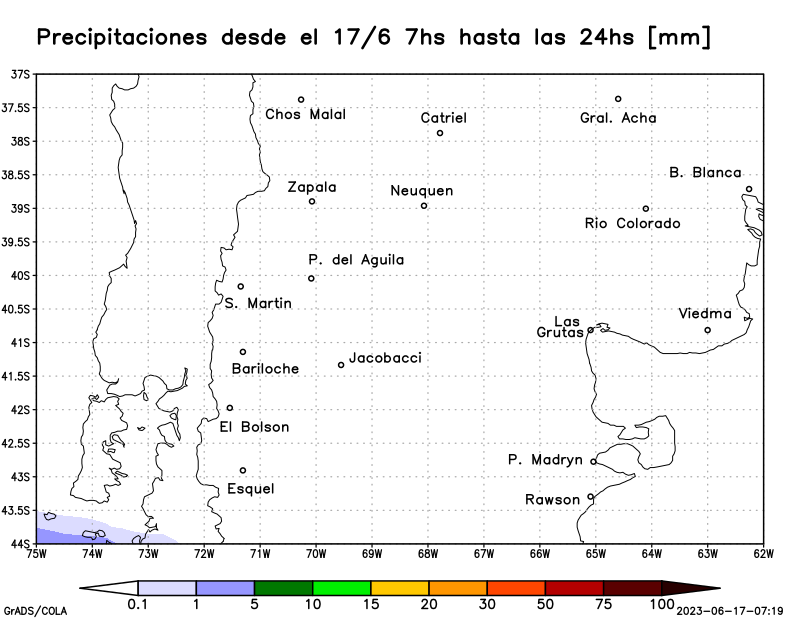 Precipitaciones desde el 17/6 7hs hasta las 24hs [mm]
37S
37.5S
38S
38.5S
39S
39.5S
40S
40.5S
41S
41.5S
42S
42.5S
43S
43.5S
44S
Chos Malal
Catriel
Gral. Acha
B. Blanca
Zapala
Neuquen
Rio Colorado
P. del Aguila
S. Martin
Viedma
Las
Grutas
Jacobacci
Bariloche
El Bolson
P. Madryn
Esquel
Rawson
75W 74W 73W 72W 71W 70W 69W 68W 67W 66W 65W 64W 63W 62W
0.1 1 5 10 15 20 30 50 75 100
GrADS/COLA
2023-06-17-07:19